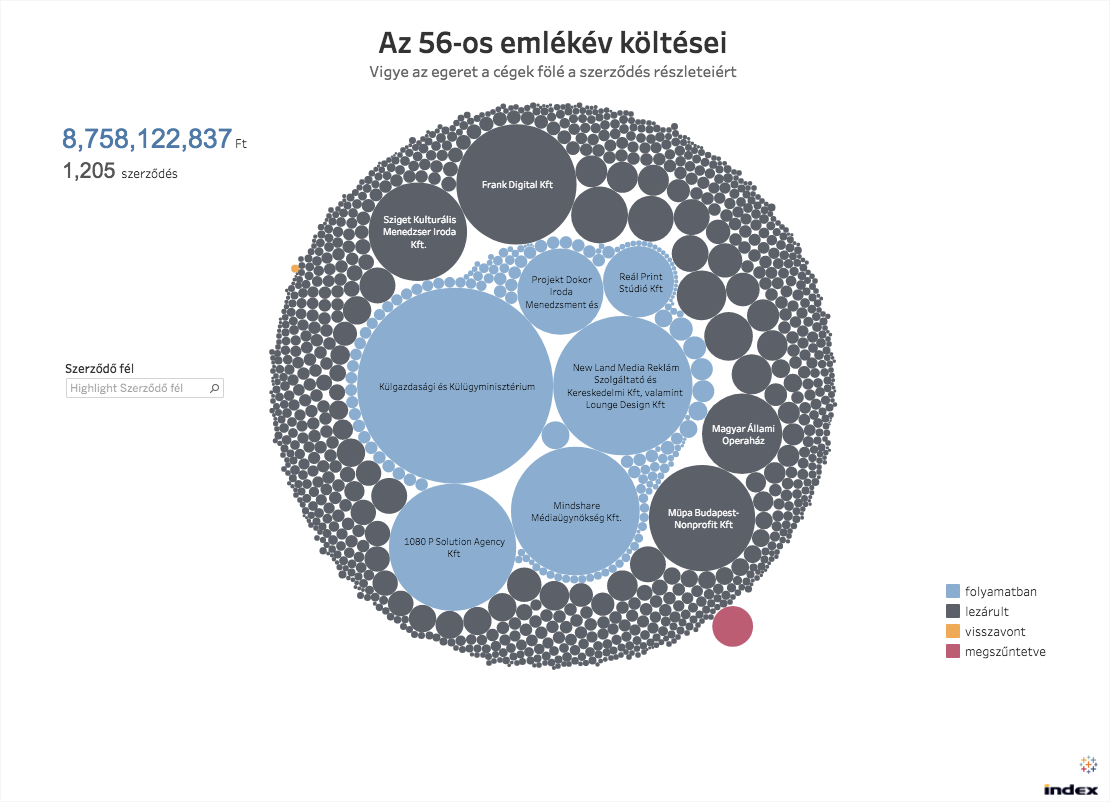 Az 56-os emlékév költései
Vigye az egeret a cégek fölé a szerződés részleteiért
8,758,122,837 Ft
1,205 szerződés
Frank Digital Kft
Sziget Kulturális
Menedzser Iroda
Kft.
Projekt Dokor
Iroda
Menedzsment és
Reál Print
Stúdió Kft
Szerződő fél
Highlight Szerződő fél
Külgazdasági és Külügyminisztérium
New Land Media Reklám
Szolgáltató és
Kereskedelmi Kft, valamint
Lounge Design Kft
Magyar Állami
Operaház
Mindshare
Médiaügynökség Kft.
Müpa Budapest-
Nonprofit Kft
1080 P Solution Agency
Kft
folyamatban
lezárult
visszavont
megszűntetve
index